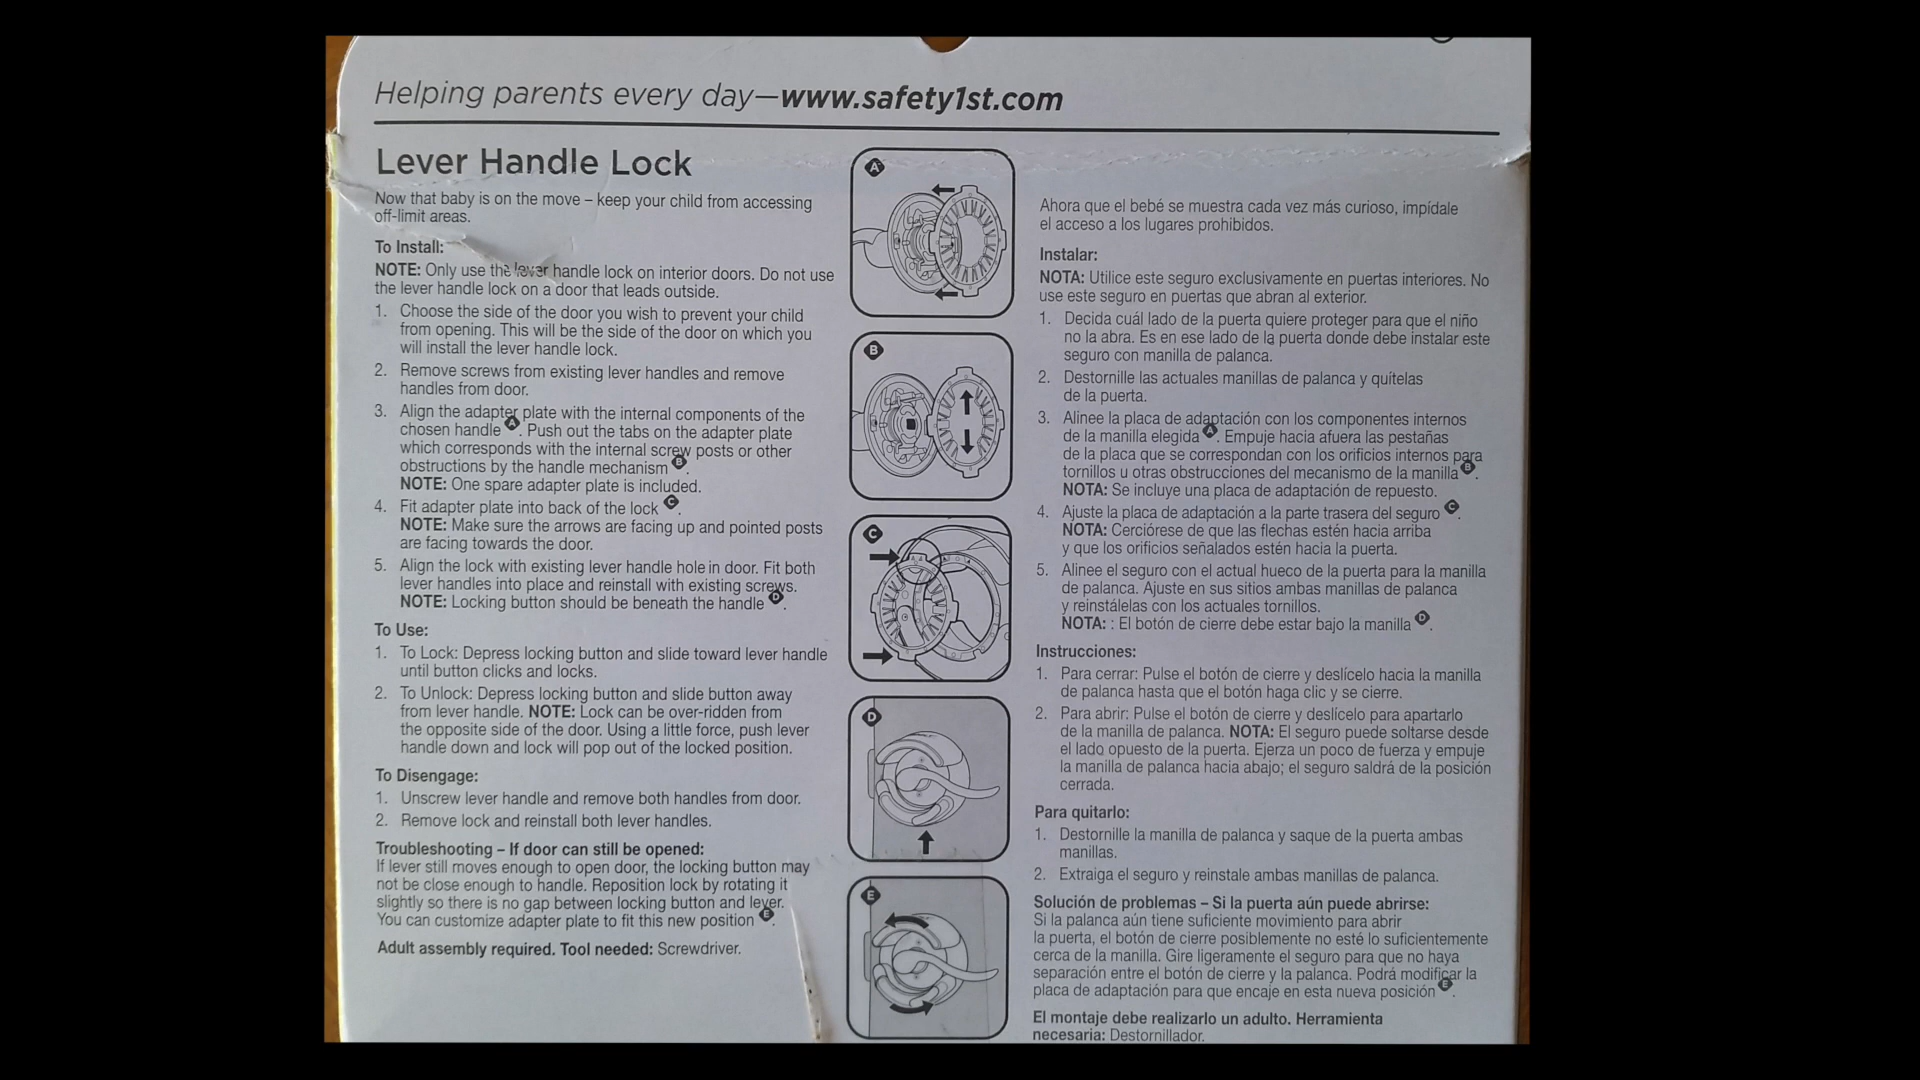 Helping parents every day—www.safety1st.com
Lever Handle Lock
Now that baby is on the move – keep your child from accessing
off-limit areas.
To Install:
NOTE: Only use the lever handle lock on interior doors. Do not use
the lever handle lock on a door that leads outside.
1. Choose the side of the door you wish to prevent your child
from opening. This will be the side of the door on which you
will install the lever handle lock.
2. Remove screws from existing lever handles and remove
handles from door.
3. Align the adapter plate with the internal components of the
chosen handle A. Push out the tabs on the adapter plate
which corresponds with the internal screw posts or other
obstructions by the handle mechanism B.
NOTE: One spare adapter plate is included.
4. Fit adapter plate into back of the lock C.
NOTE: Make sure the arrows are facing up and pointed posts
are facing towards the door.
5. Align the lock with existing lever handle hole in door. Fit both
lever handles into place and reinstall with existing screws.
NOTE: Locking button should be beneath the handle D.
To Use:
1. To Lock: Depress locking button and slide toward lever handle
until button clicks and locks.
2. To Unlock: Depress locking button and slide button away
from lever handle. NOTE: Lock can be over-ridden from
the opposite side of the door. Using a little force, push lever
handle down and lock will pop out of the locked position.
To Disengage:
1. Unscrew lever handle and remove both handles from door.
2. Remove lock and reinstall both lever handles.
Troubleshooting – If door can still be opened:
If lever still moves enough to open door, the locking button may
not be close enough to handle. Reposition lock by rotating it
slightly so there is no gap between locking button and lever.
You can customize adapter plate to fit this new position E.
Adult assembly required. Tool needed: Screwdriver.
A
B
C
D
E
Ahora que el bebé se muestra cada vez más curioso, impídale
el acceso a los lugares prohibidos.
Instalar:
NOTA: Utilice este seguro exclusivamente en puertas interiores. No
use este seguro en puertas que abran al exterior.
1. Decida cuál lado de la puerta quiere proteger para que el niño
no la abra. Es en ese lado de la puerta donde debe instalar este
seguro con manilla de palanca.
2. Destornille las actuales manillas de palanca y quítelas
de la puerta.
3. Alinee la placa de adaptación con los componentes internos
de la manilla elegida A. Empuje hacia afuera las pestañas
de la placa que se correspondan con los orificios internos para
tornillos u otras obstrucciones del mecanismo de la manilla B.
NOTA: Se incluye una placa de adaptación de repuesto.
4. Ajuste la placa de adaptación a la parte trasera del seguro C.
NOTA: Cerciórese de que las flechas estén hacia arriba
y que los orificios señalados estén hacia la puerta.
5. Alinee el seguro con el actual hueco de la puerta para la manilla
de palanca. Ajuste en sus sitios ambas manillas de palanca
y reinstálelas con los actuales tornillos.
NOTA: : El botón de cierre debe estar bajo la manilla D.
Instrucciones:
1. Para cerrar: Pulse el botón de cierre y deslícelo hacia la manilla
de palanca hasta que el botón haga clic y se cierre.
2. Para abrir: Pulse el botón de cierre y deslícelo para apartarlo
de la manilla de palanca. NOTA: El seguro puede soltarse desde
el lado opuesto de la puerta. Ejerza un poco de fuerza y empuje
la manilla de palanca hacia abajo; el seguro saldrá de la posición
cerrada.
Para quitarlo:
1. Destornille la manilla de palanca y saque de la puerta ambas
manillas.
2. Extraiga el seguro y reinstale ambas manillas de palanca.
Solución de problemas – Si la puerta aún puede abrirse:
Si la palanca aún tiene suficiente movimiento para abrir
la puerta, el botón de cierre posiblemente no esté lo suficientemente
cerca de la manilla. Gire ligeramente el seguro para que no haya
separación entre el botón de cierre y la palanca. Podrá modificar la
placa de adaptación para que encaje en esta nueva posición E.
El montaje debe realizarlo un adulto. Herramienta
necesaria: Destornillador.